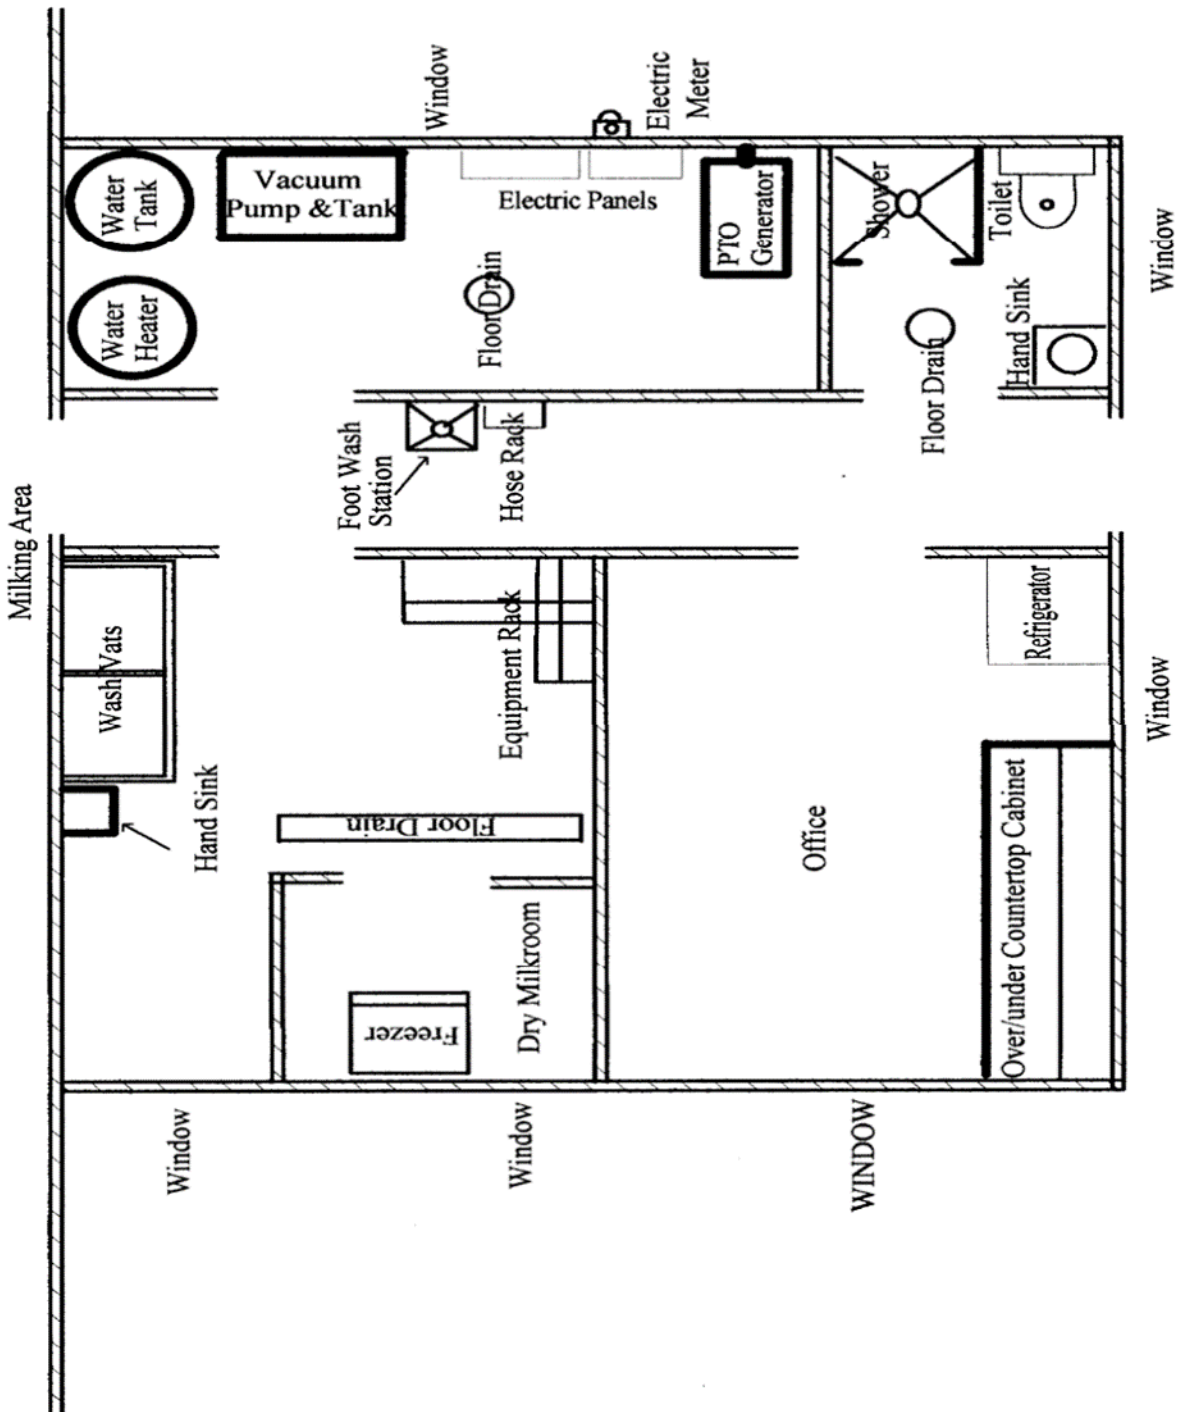 Milking Area
Window
Electric
Meter
Water
Tank
Vacuum
Pump &Tank
Electric Panels
PTO
Generator
Shower
Toilet
Window
Water
Heater
Floor Drain
Floor Drain
Hand Sink
Foot Wash
Station
Hose Rack
Wash Vats
Equipment Rack
Refrigerator
Window
Hand Sink
Floor Drain
Office
Over/under Countertop Cabinet
Freezer
Dry Milkroom
Window
Window
WINDOW